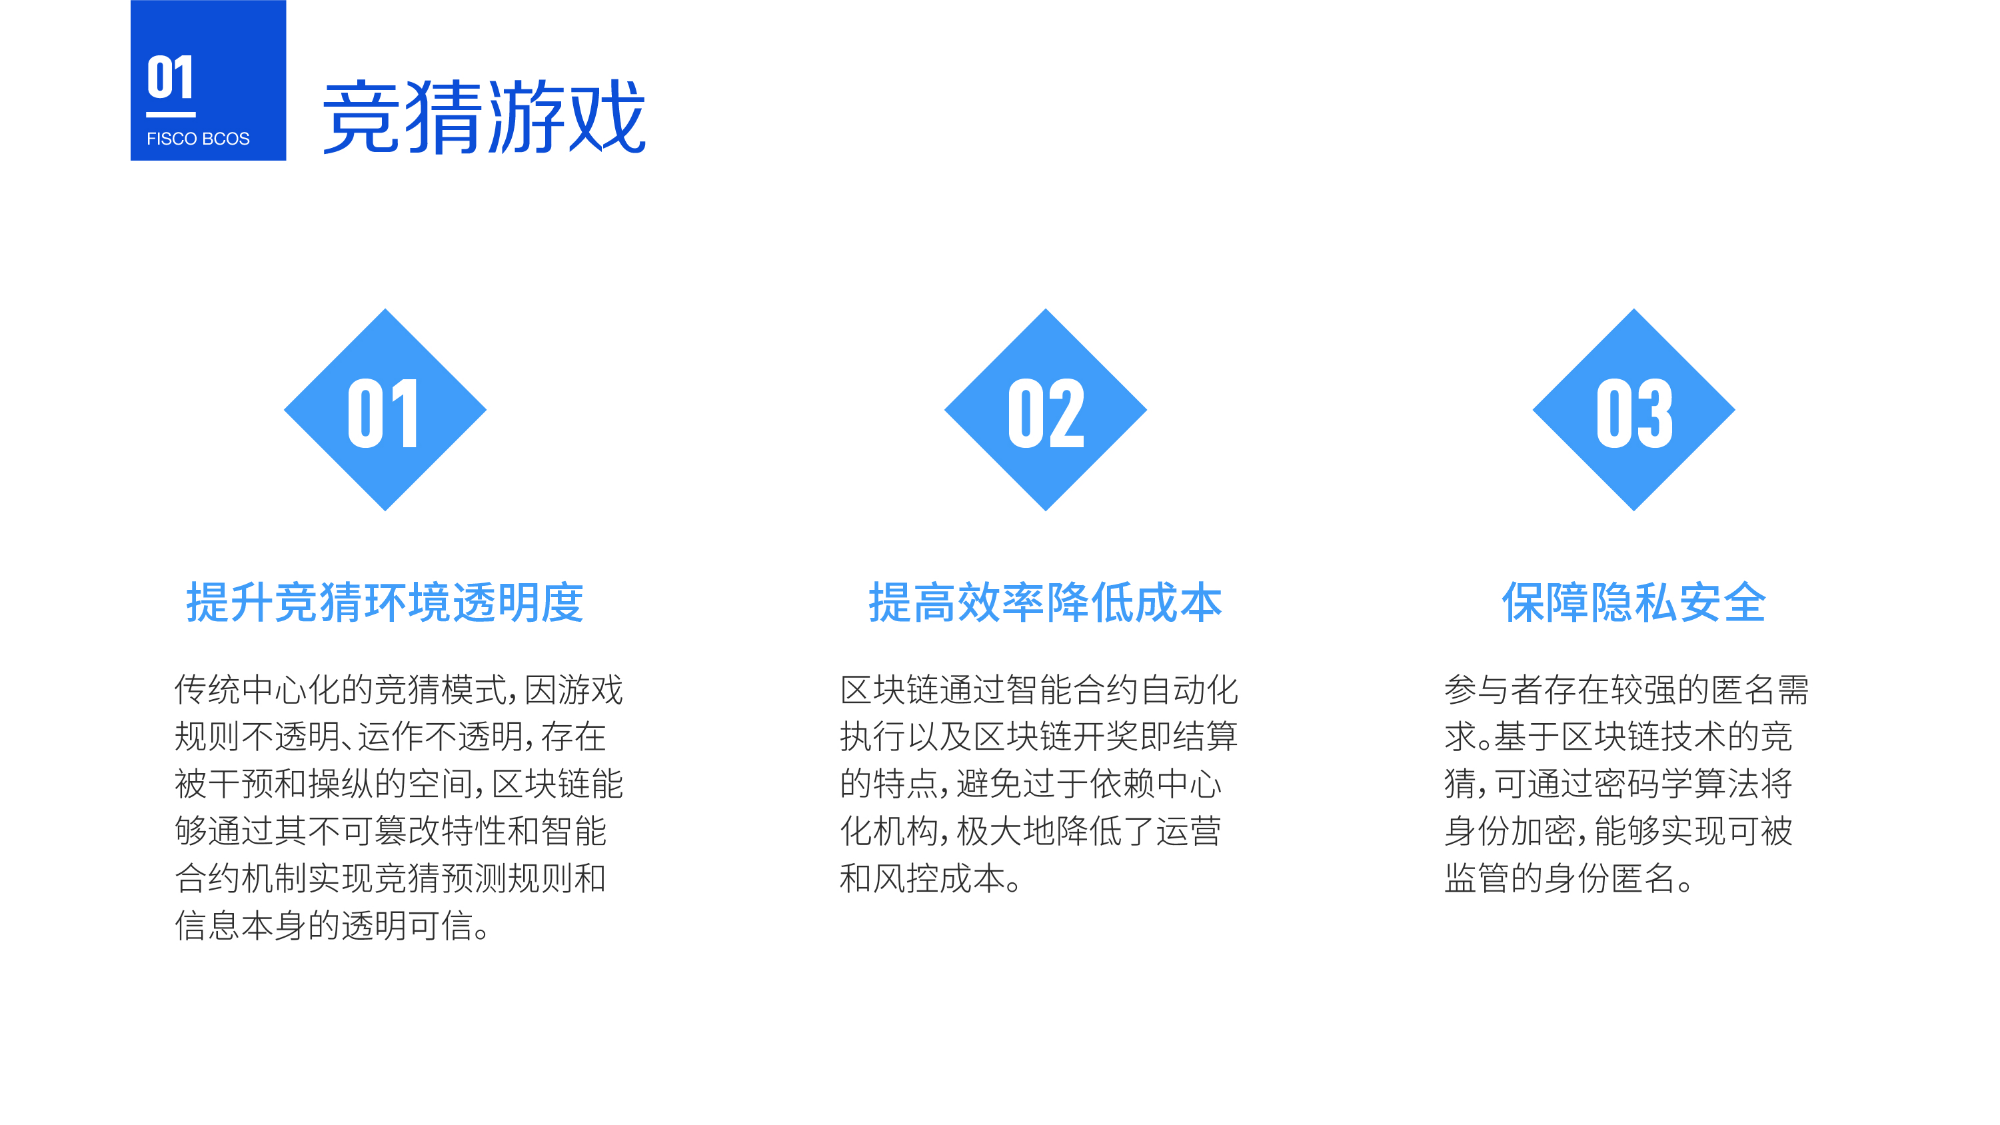 01
FISCO BCOS
竞猜游戏
01
提升竞猜环境透明度
传统中心化的竞猜模式，因游戏
规则不透明、运作不透明，存在
被干预和操纵的空间，区块链能
够通过其不可篡改特性和智能
合约机制实现竞猜预测规则和
信息本身的透明可信。
02
提高效率降低成本
区块链通过智能合约自动化
执行以及区块链开奖即结算
的特点，避免过于依赖中心
化机构，极大地降低了运营
和风控成本。
03
保障隐私安全
参与者存在较强的匿名需
求。基于区块链技术的竞
猜，可通过密码学算法将
身份加密，能够实现可被
监管的身份匿名。